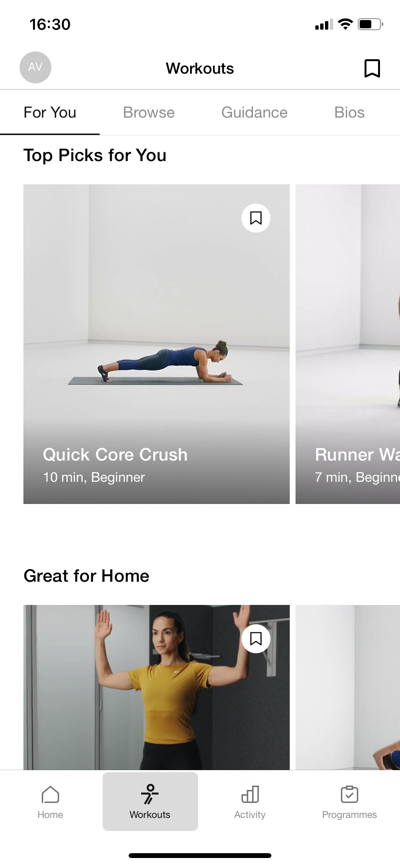 16:30
AV
Workouts
For You Browse Guidance Bios
Top Picks for You
Quick Core Crush
10 min, Beginner
Runner Wa
7 min, Beginn
Great for Home
Home Workouts Activity Programmes